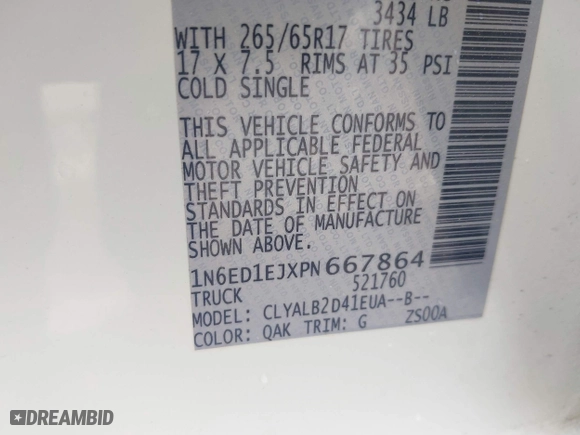 3434 LB
WITH 265/65R17 TIRES
17 X 7.5 RIMS AT 35 PSI
COLD SINGLE
THIS VEHICLE CONFORMS TO
ALL APPLICABLE FEDERAL
MOTOR VEHICLE SAFETY AND
THEFT PREVENTION
STANDARDS IN EFFECT ON
THE DATE OF MANUFACTURE
SHOWN ABOVE.
1N6ED1EJXPN667864
TRUCK 521760
MODEL: CLYALB2D41EUA--B--
COLOR: QAK TRIM: G ZS00A
DREAMBID